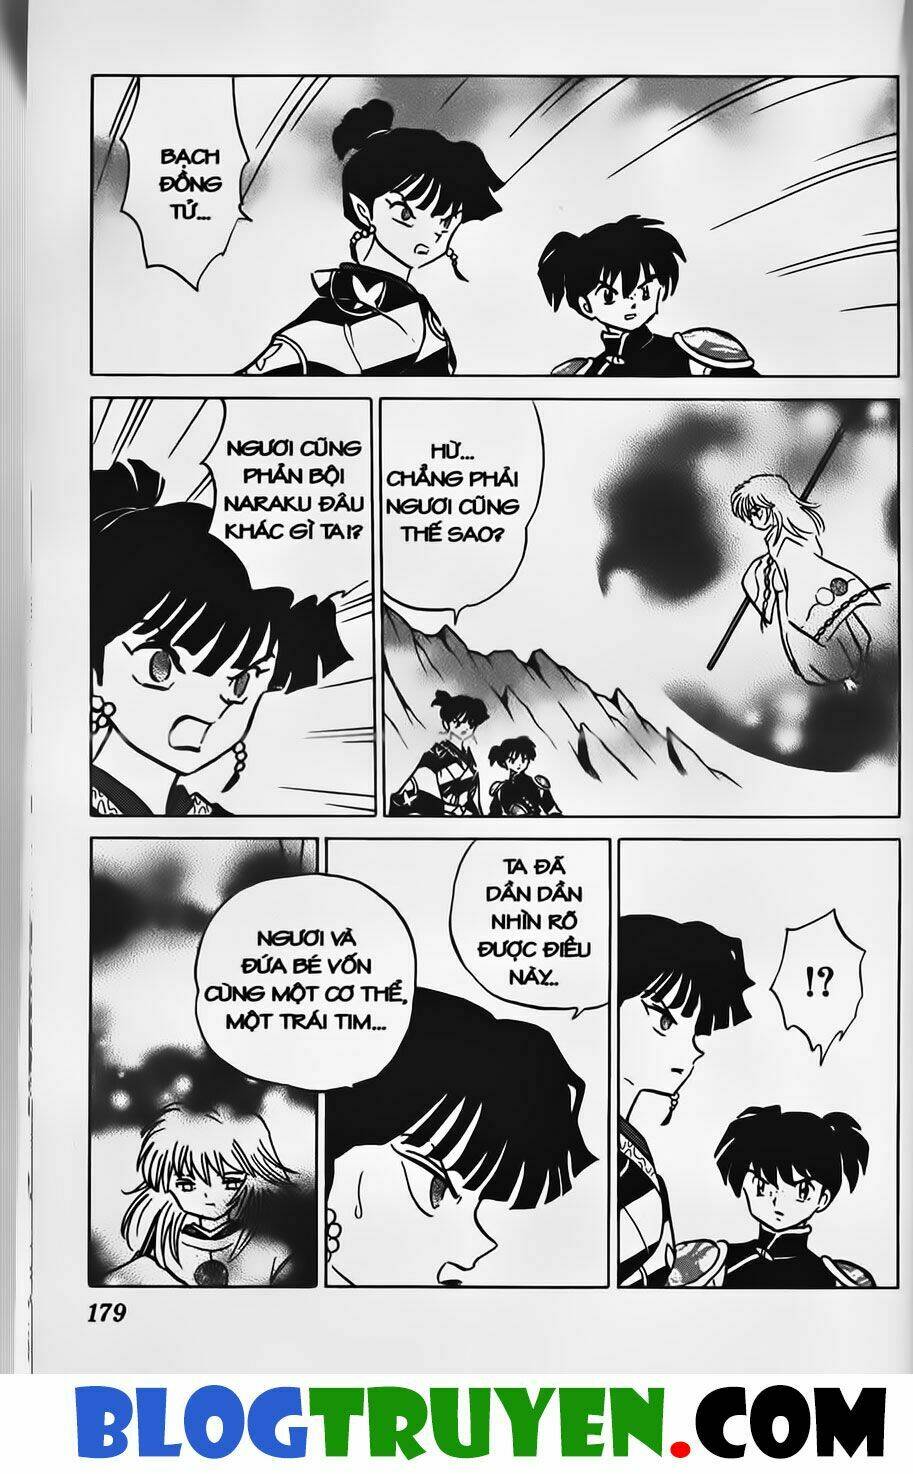 BẠCH
ĐỒNG
TỬ...
HỪ...
CHẲNG PHẢI
NGƯƠI CŨNG
THẾ SAO?
NGƯƠI CŨNG
PHẢN BỘI
NARAKU ĐÂU
KHÁC GÌ TA!?
!?
TA ĐÃ
DẦN DẦN
NHÌN RÕ
ĐƯỢC ĐIỀU
NÀY...
NGƯƠI VÀ
ĐỨA BÉ VỐN
CÙNG MỘT CƠ THỂ,
MỘT TRÁI TIM...
179
BLOGTRUYEN.COM